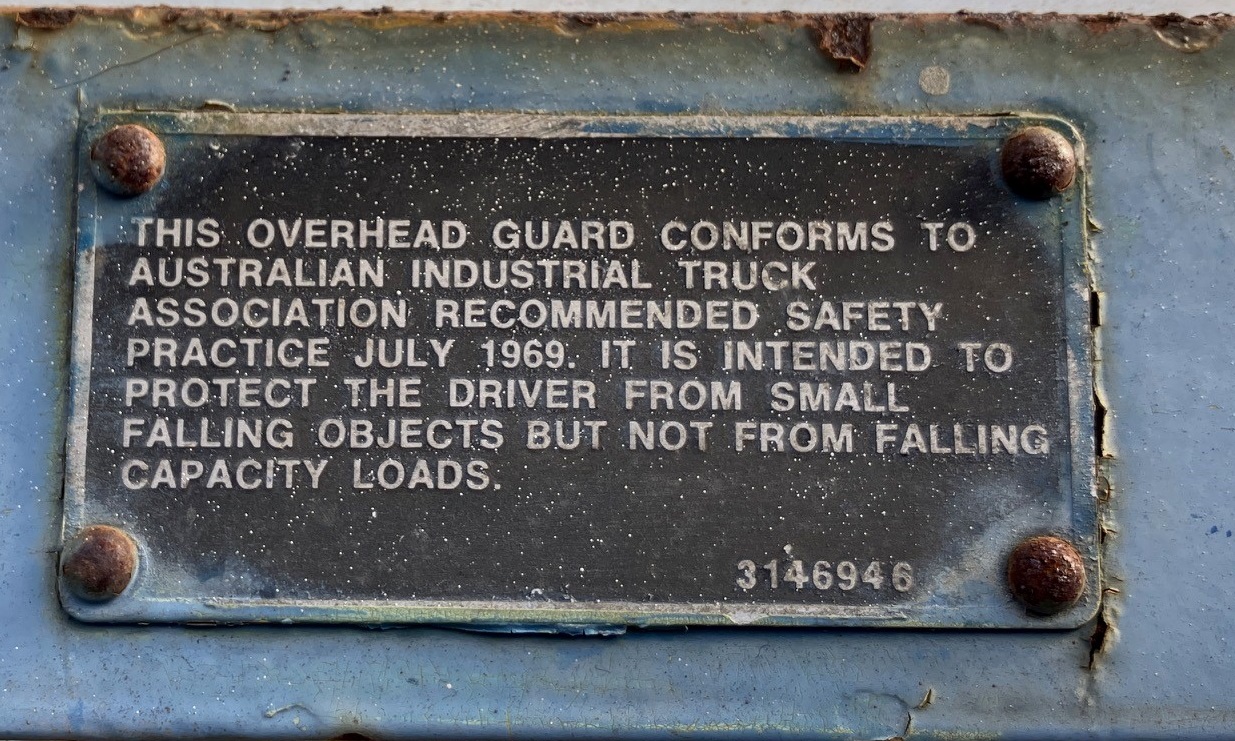 THIS OVERHEAD GUARD CONFORMS TO
AUSTRALIAN INDUSTRIAL TRUCK
ASSOCIATION RECOMMENDED SAFETY
PRACTICE JULY 1969. IT IS INTENDED TO
PROTECT THE DRIVER FROM SMALL
FALLING OBJECTS BUT NOT FROM FALLING
CAPACITY LOADS.
3146946